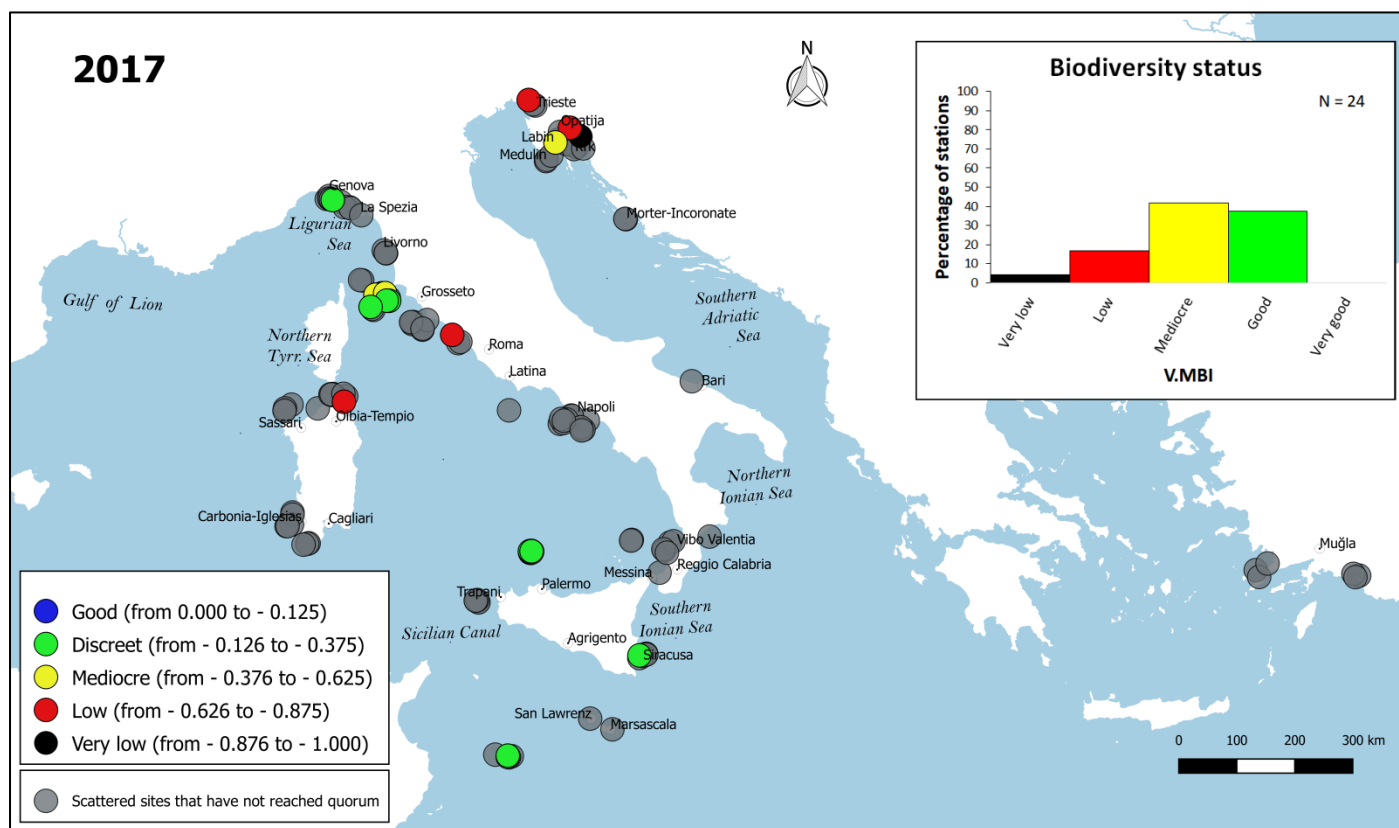 2017
N
Biodiversity status
N = 24
Percentage of stations
100
90
80
70
60
50
40
30
20
10
0
Very low
Low
Mediocre
Good
Very good
V.MBI
Trieste
Opatija
Labin
Krk
Medulin
Genova
La Spezia
Ligurian
Sea
Morter-Incoronate
Livorno
Gulf of Lion
Grosseto
Southern
Adriatic
Sea
Northern
Tyrr. Sea
Roma
Latina
Bari
Napoli
Olbia-Tempio
Sassari
Northern
Ionian Sea
Carbonia-Iglesias
Cagliari
Vibo Valentia
Muğla
Messina
Reggio Calabria
Palermo
Trapani
Southern
Ionian Sea
Sicilian Canal
Agrigento
Siracusa
San Lawrenz
Marsascala
Good (from 0.000 to - 0.125)
Discreet (from - 0.126 to - 0.375)
Mediocre (from - 0.376 to - 0.625)
Low (from - 0.626 to - 0.875)
Very low (from - 0.876 to - 1.000)
Scattered sites that have not reached quorum
0 100 200 300 km